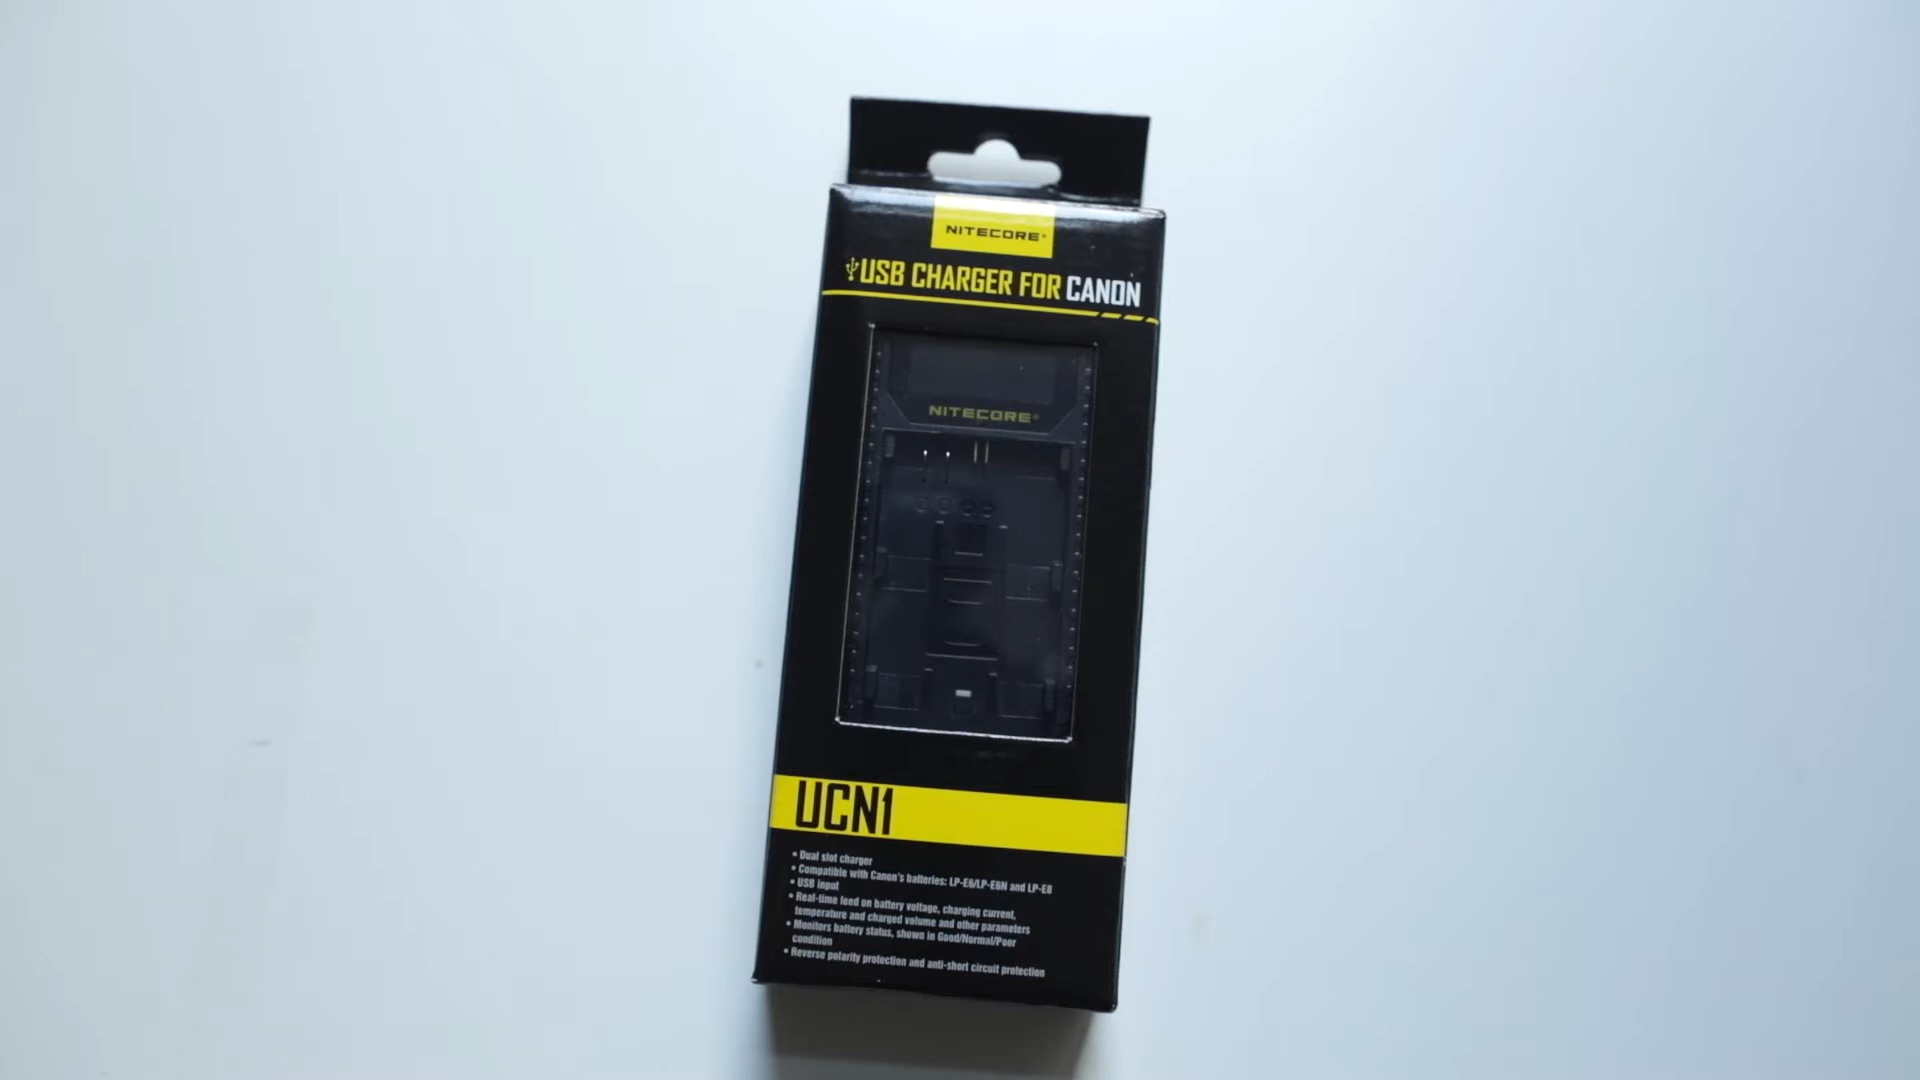 NITECORE®
USB CHARGER FOR CANON
NITECORE®
UCN1
• Dual slot charger
• Compatible with Canon's batteries: LP-E6/LP-E6N and LP-E8
• USB input
• Real-time feed on battery voltage, charging current,
temperature and charged volume and other parameters
• Monitors battery status, shown in Good/Normal/Poor
condition
• Reverse polarity protection and anti-short circuit protection